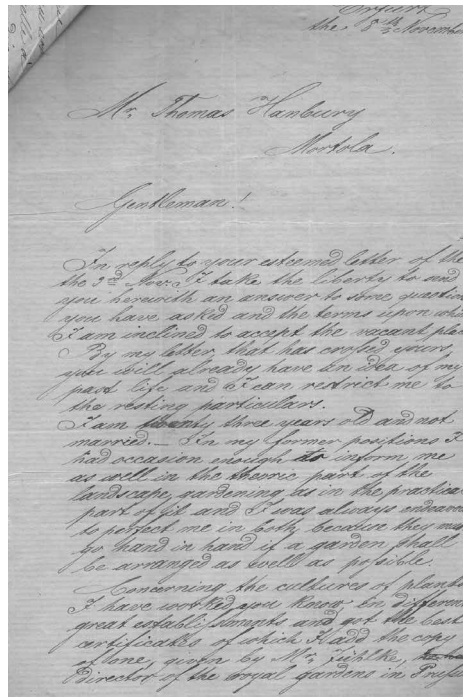 Erfurt
the 8th November
Mr. Thomas Hanbury
Mortola.
Gentleman!
In reply to your esteemed letter of the
the 3rd Nov. I take the liberty to send
you herewith an answer to some question
you have asked and the terms upon whi
I am inclined to accept the vacant pla
By my letter, that has crossed yours,
you will already have an idea of my
past life and I can restrict me to
the resting particulars.
I am twenty three years old and not
married. — In my former positions I
had occasion enough to inform me
as well in the theoric part of the
landscape gardening, as in the practica
part of it and I was always endeavo
to perfect me in both, because they mus
go hand in hand if a garden shall
be arranged as well as possible.
Concerning the cultures of plants
I have worked, you know, in differen
great establishments and got the best
certificates of which I add the copy
of one, given by Mr. Jühlke,
director of the royal gardens in Prus